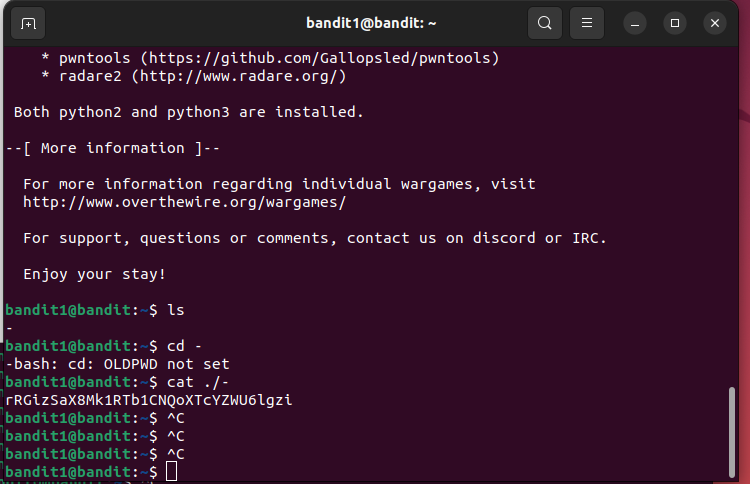 bandit1@bandit: ~
* pwntools (https://github.com/Gallopsled/pwntools)
* radare2 (http://www.radare.org/)
Both python2 and python3 are installed.
--[ More information ]--
For more information regarding individual wargames, visit
http://www.overthewire.org/wargames/
For support, questions or comments, contact us on discord or IRC.
Enjoy your stay!
bandit1@bandit:~$ ls
-
bandit1@bandit:~$ cd -
-bash: cd: OLDPWD not set
bandit1@bandit:~$ cat ./-
rRGizSaX8Mk1RTb1CNQoXTcYZWU6lgzi
bandit1@bandit:~$ ^C
bandit1@bandit:~$ ^C
bandit1@bandit:~$ ^C
bandit1@bandit:~$